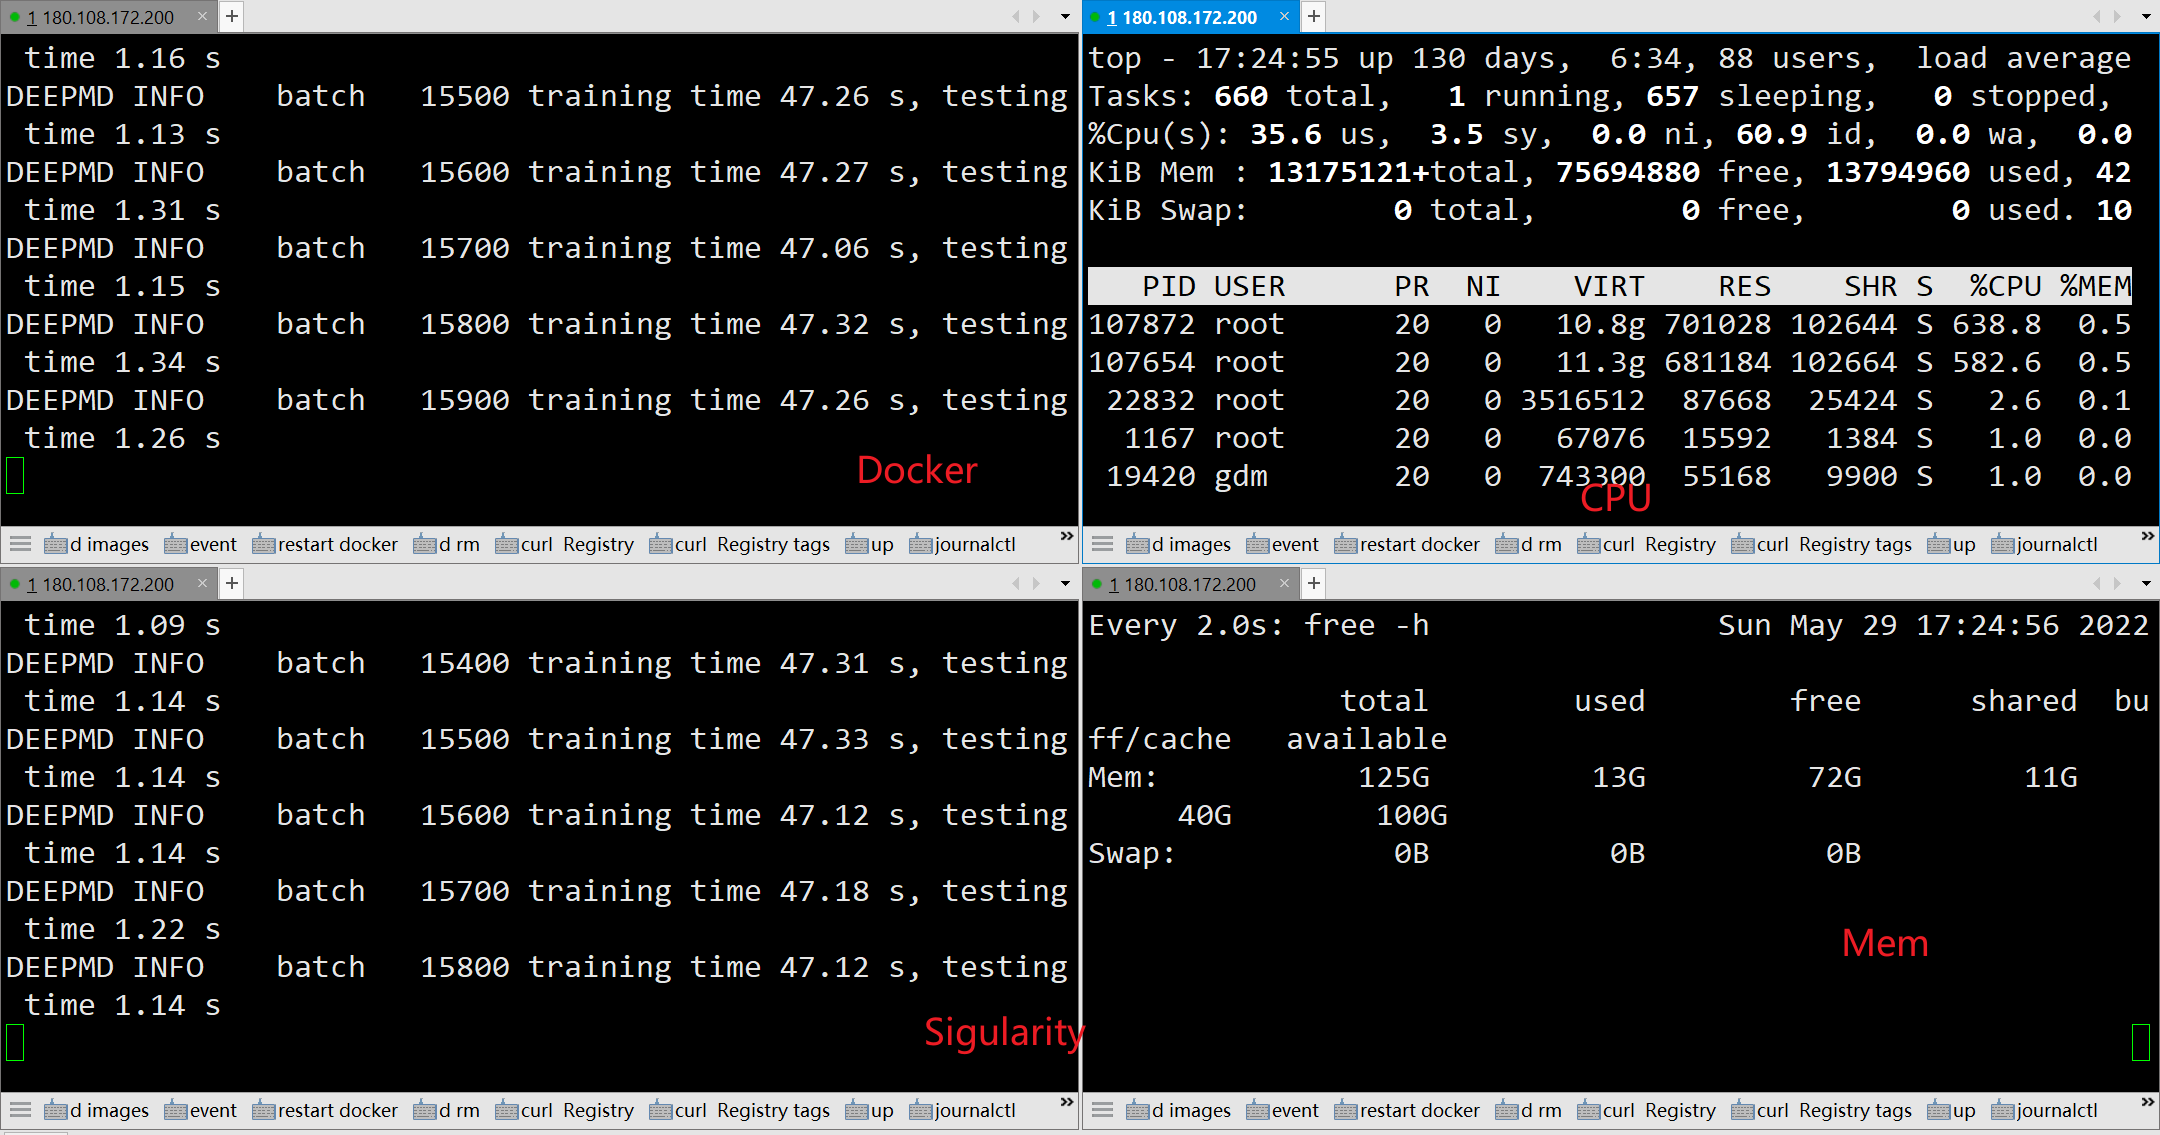 1 180.108.172.200 × +
time 1.16 s
DEEPMD INFO    batch   15500 training time 47.26 s, testing
time 1.13 s
DEEPMD INFO    batch   15600 training time 47.27 s, testing
time 1.31 s
DEEPMD INFO    batch   15700 training time 47.06 s, testing
time 1.15 s
DEEPMD INFO    batch   15800 training time 47.32 s, testing
time 1.34 s
DEEPMD INFO    batch   15900 training time 47.26 s, testing
time 1.26 s
Docker
d images event restart docker d rm curl Registry curl Registry tags up journalctl »
1 180.108.172.200 × +
top - 17:24:55 up 130 days,  6:34, 88 users,  load average
Tasks: 660 total,   1 running, 657 sleeping,   0 stopped,
%Cpu(s): 35.6 us,  3.5 sy,  0.0 ni, 60.9 id,  0.0 wa,  0.0
KiB Mem : 13175121+total, 75694880 free, 13794960 used, 42
KiB Swap:        0 total,        0 free,        0 used. 10
PID USER      PR  NI    VIRT    RES    SHR S  %CPU %MEM
107872 root      20   0   10.8g 701028 102644 S 638.8  0.5
107654 root      20   0   11.3g 681184 102664 S 582.6  0.5
22832 root      20   0 3516512  87668  25424 S   2.6  0.1
1167 root      20   0   67076  15592   1384 S   1.0  0.0
19420 gdm       20   0  743300  55168   9900 S   1.0  0.0
CPU
d images event restart docker d rm curl Registry curl Registry tags up journalctl »
1 180.108.172.200 × +
time 1.09 s
DEEPMD INFO    batch   15400 training time 47.31 s, testing
time 1.14 s
DEEPMD INFO    batch   15500 training time 47.33 s, testing
time 1.14 s
DEEPMD INFO    batch   15600 training time 47.12 s, testing
time 1.14 s
DEEPMD INFO    batch   15700 training time 47.18 s, testing
time 1.22 s
DEEPMD INFO    batch   15800 training time 47.12 s, testing
time 1.14 s
Sigularity
d images event restart docker d rm curl Registry curl Registry tags up journalctl »
1 180.108.172.200 × +
Every 2.0s: free -h                Sun May 29 17:24:56 2022
total        used        free      shared  bu
ff/cache   available
Mem:           125G         13G         72G         11G
40G        100G
Swap:            0B          0B          0B
Mem
d images event restart docker d rm curl Registry curl Registry tags up journalctl »